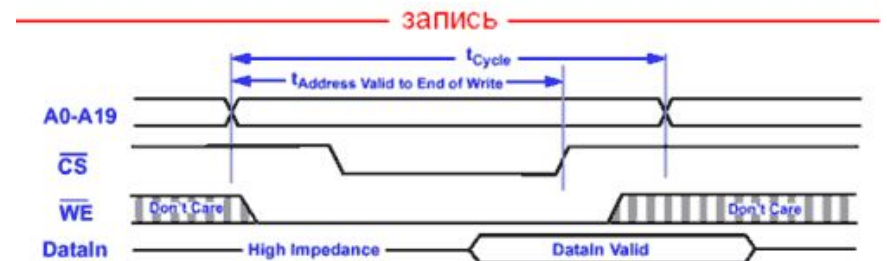 запись
tCycle
tAddress Valid to End of Write
A0-A19
CS
WE Don't Care Don't Care
DataIn High Impedance DataIn Valid